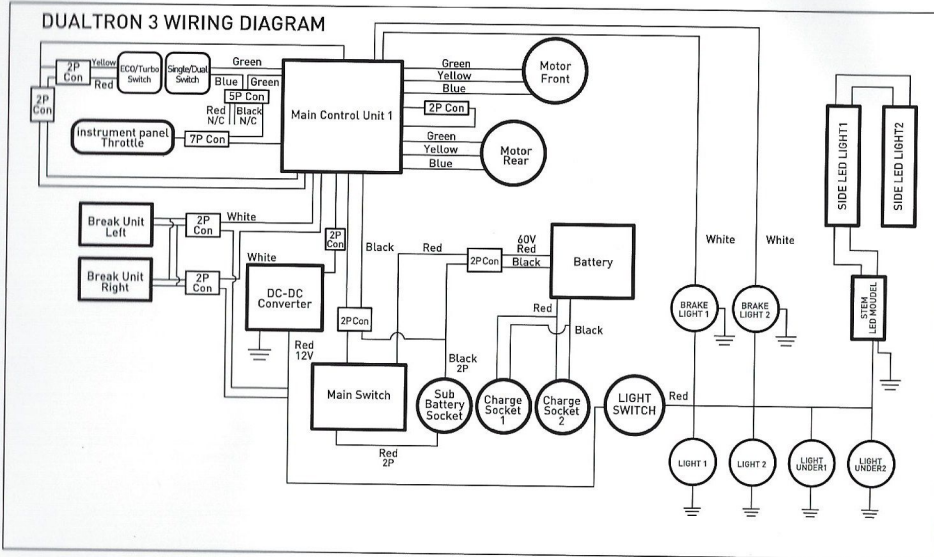 DUALTRON 3 WIRING DIAGRAM
2P
Con
Yellow
Red
ECO/Turbo
Switch
Single/Dual
Switch
Green
Blue
Green
5P Con
Red
N/C
Black
N/C
2P
Con
instrument panel
Throttle
7P Con
Main Control Unit 1
Green
Yellow
Blue
Motor
Front
2P Con
Green
Yellow
Blue
Motor
Rear
SIDE LED LIGHT1
SIDE LED LIGHT2
Break Unit
Left
2P
Con
White
Break Unit
Right
2P
Con
White
2P
Con
Black
DC-DC
Converter
Red
12V
2P Con
Red
2P Con
60V
Red
Black
Battery
White
White
BRAKE
LIGHT 1
BRAKE
LIGHT 2
STEM
LED MOUDEL
Red
Black
Black
2P
Main Switch
Sub
Battery
Socket
Charge
Socket
1
Charge
Socket
2
LIGHT
SWITCH
Red
Red
2P
LIGHT 1
LIGHT 2
LIGHT
UNDER1
LIGHT
UNDER2